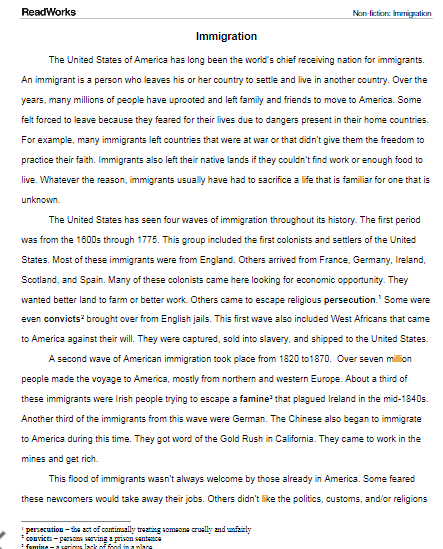 ReadWorks
Non-fiction: Immigration
Immigration
The United States of America has long been the world's chief receiving nation for immigrants.
An immigrant is a person who leaves his or her country to settle and live in another country. Over the
years, many millions of people have uprooted and left family and friends to move to America. Some
felt forced to leave because they feared for their lives due to dangers present in their home countries.
For example, many immigrants left countries that were at war or that didn't give them the freedom to
practice their faith. Immigrants also left their native lands if they couldn't find work or enough food to
live. Whatever the reason, immigrants usually have had to sacrifice a life that is familiar for one that is
unknown.
The United States has seen four waves of immigration throughout its history. The first period
was from the 1600s through 1775. This group included the first colonists and settlers of the United
States. Most of these immigrants were from England. Others arrived from France, Germany, Ireland,
Scotland, and Spain. Many of these colonists came here looking for economic opportunity. They
wanted better land to farm or better work. Others came to escape religious persecution.¹ Some were
even convicts² brought over from English jails. This first wave also included West Africans that came
to America against their will. They were captured, sold into slavery, and shipped to the United States.
A second wave of American immigration took place from 1820 to1870. Over seven million
people made the voyage to America, mostly from northern and western Europe. About a third of
these immigrants were Irish people trying to escape a famine³ that plagued Ireland in the mid-1840s.
Another third of the immigrants from this wave were German. The Chinese also began to immigrate
to America during this time. They got word of the Gold Rush in California. They came to work in the
mines and get rich.
This flood of immigrants wasn't always welcome by those already in America. Some feared
these newcomers would take away their jobs. Others didn't like the politics, customs, and/or religions
¹ persecution – the act of continually treating someone cruelly and unfairly
² convicts – persons serving a prison sentence
³ famine – a serious lack of food in a place